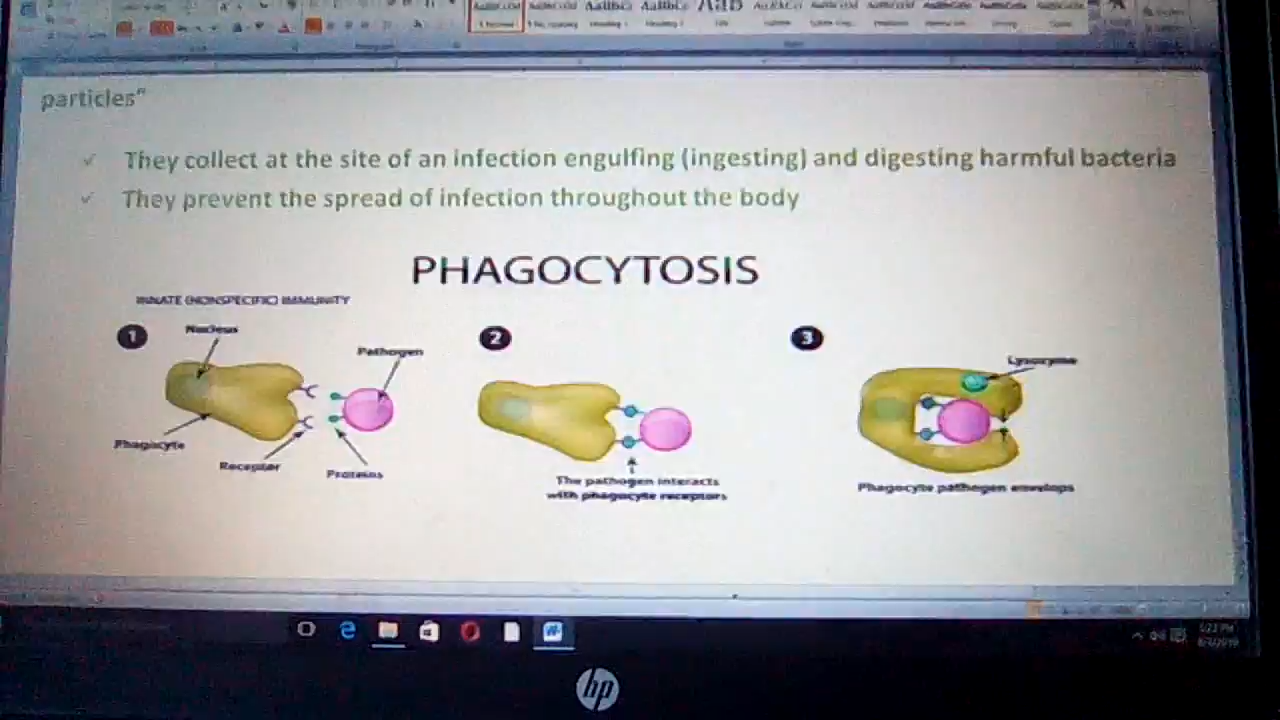 particles"
They collect at the site of an infection engulfing (ingesting) and digesting harmful bacteria
They prevent the spread of infection throughout the body
PHAGOCYTOSIS
INNATE (NONSPECIFIC) IMMUNITY
1
2
3
Nucleus
Pathogen
Phagocyte
Receptor
Proteins
The pathogen interacts
with phagocyte receptors
Lysozyme
Phagocyte pathogen envelops
hp